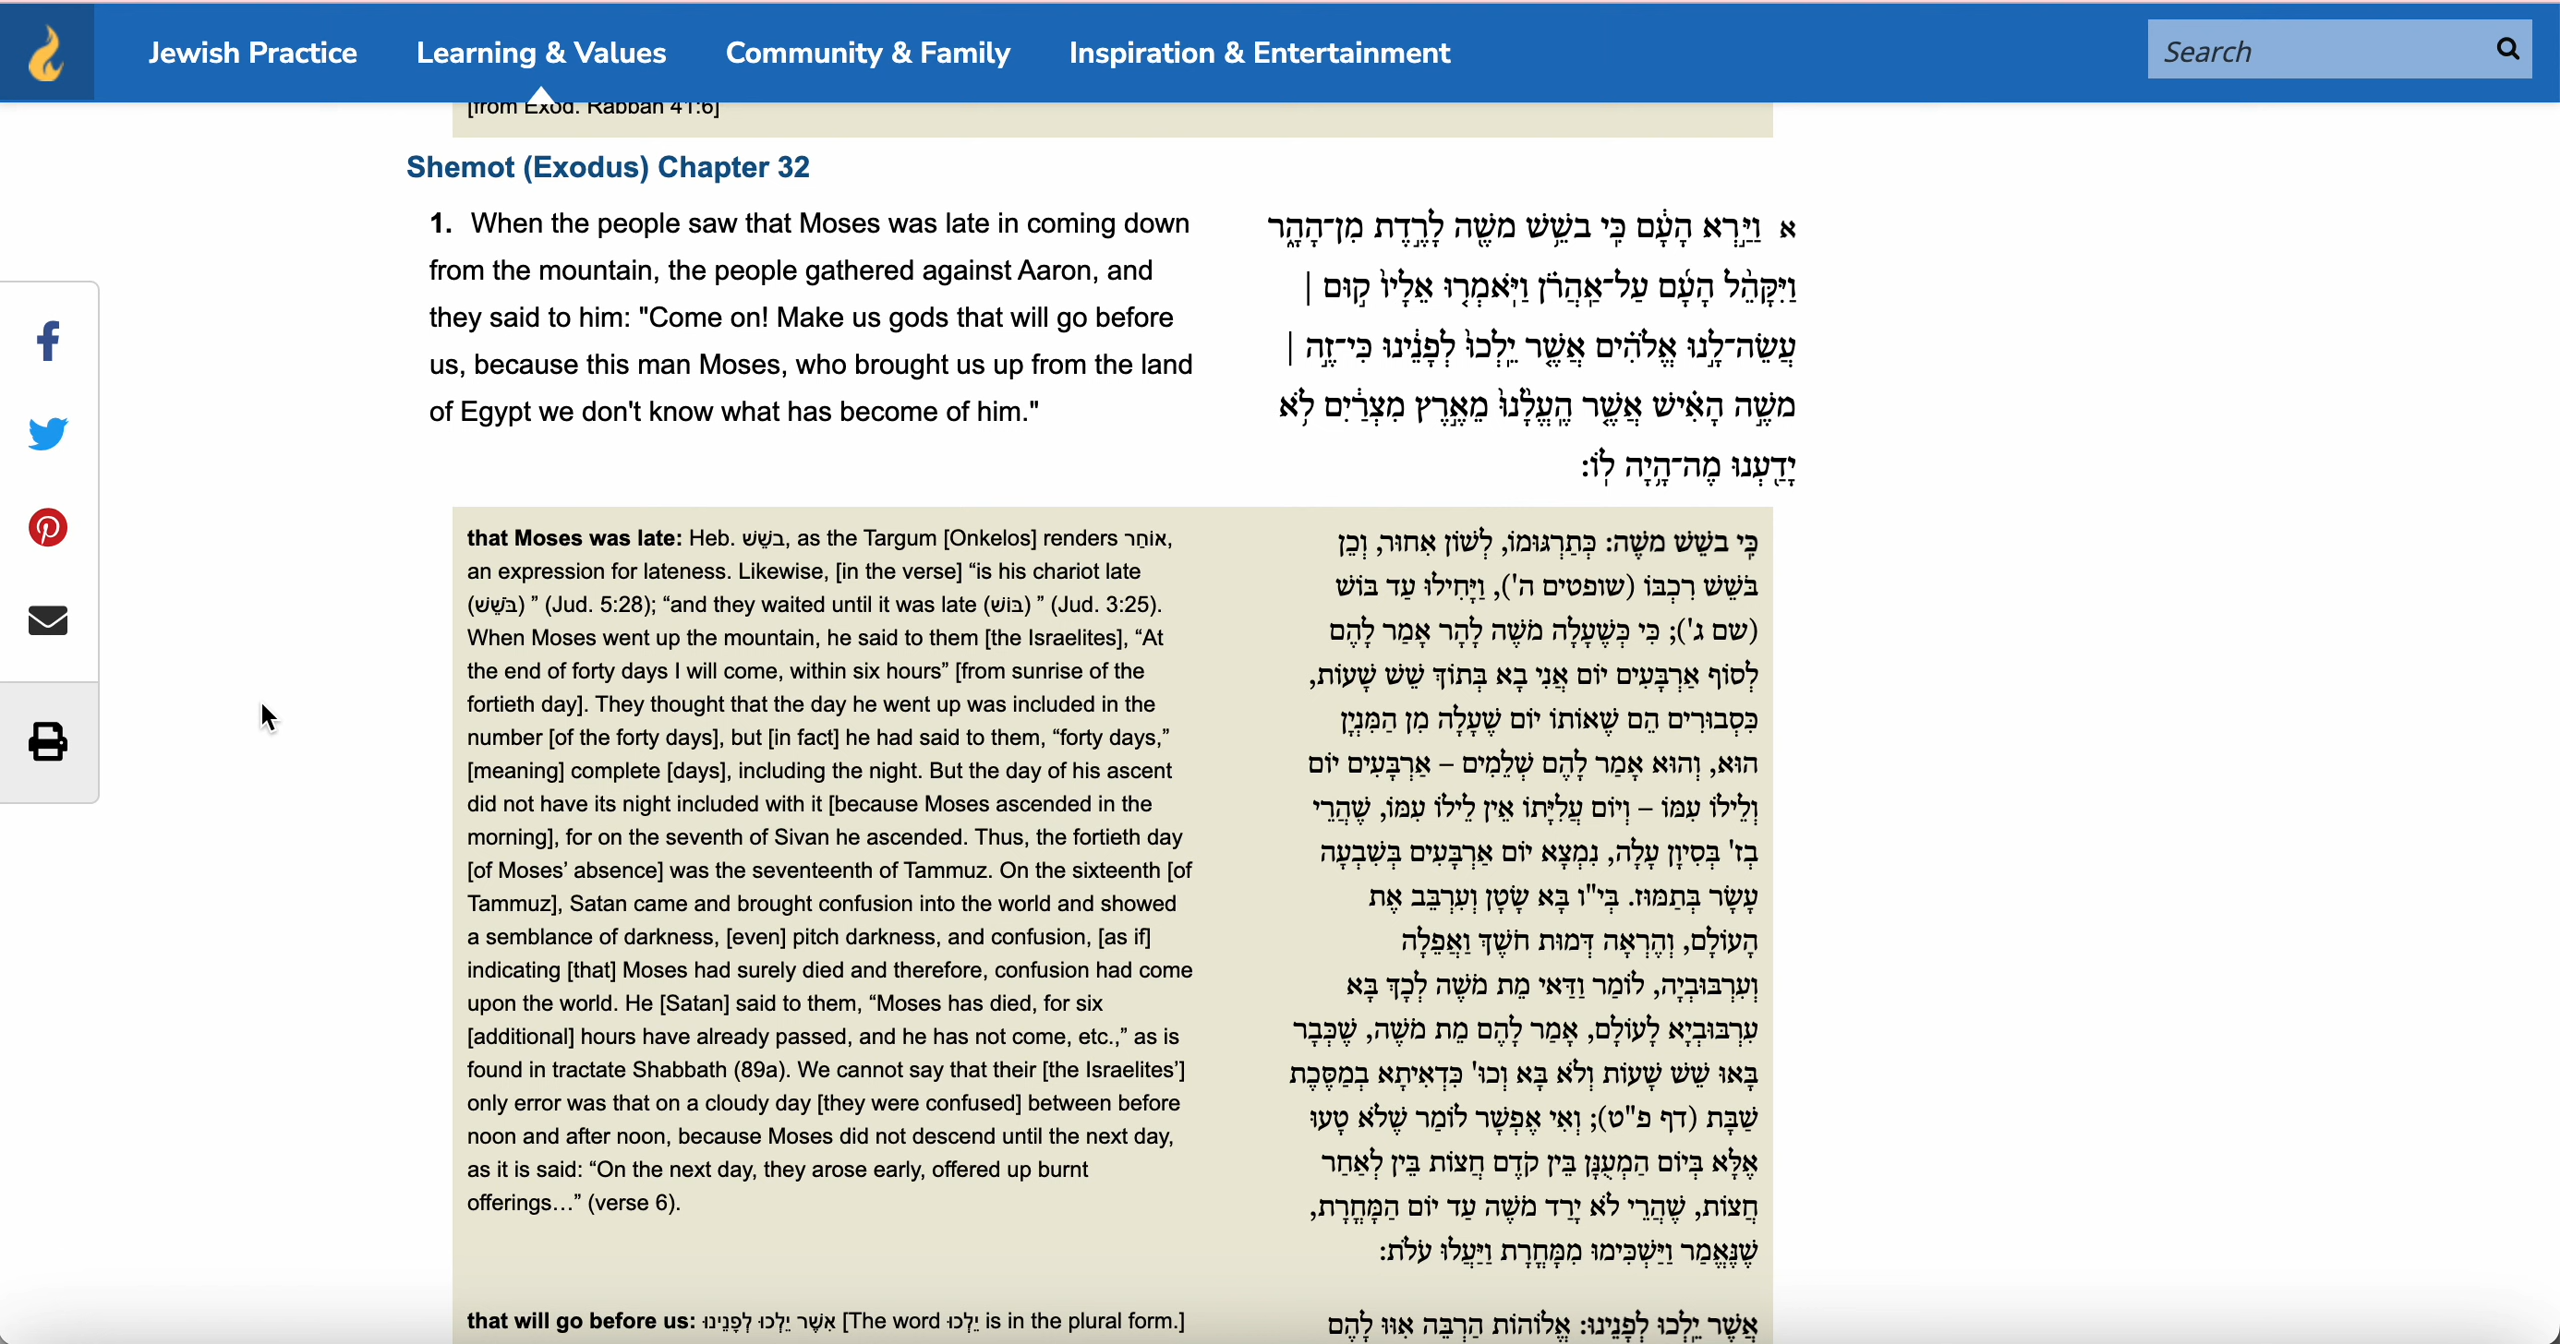 Jewish Practice
Learning & Values
Community & Family
Inspiration & Entertainment
Search
[from Exod. Rabbah 41:6]
Shemot (Exodus) Chapter 32
1. When the people saw that Moses was late in coming down
from the mountain, the people gathered against Aaron, and
they said to him: "Come on! Make us gods that will go before
us, because this man Moses, who brought us up from the land
of Egypt we don't know what has become of him."
א וַיַּ֣רְא הָעָ֔ם כִּֽי בשֵׁ֥שׁ משֶׁ֖ה לָרֶ֣דֶת מִן־הָהָ֑ר
וַיִּקָּהֵ֨ל הָעָ֜ם עַל־אַֽהֲרֹ֗ן וַיֹּֽאמְר֤וּ אֵלָיו֙ ק֣וּם |
עֲשֵׂה־לָ֣נוּ אֱלֹהִ֗ים אֲשֶׁ֤ר יֵֽלְכוּ֙ לְפָנֵ֔ינוּ כִּי־זֶ֣ה |
משֶׁ֣ה הָאִ֗ישׁ אֲשֶׁ֤ר הֶֽעֱלָ֨נוּ֙ מֵאֶ֣רֶץ מִצְרַ֔יִם לֹ֥א
יָדַ֖עְנוּ מֶה־הָ֥יָה לֽוֹ:
that Moses was late: Heb. בשֵׁשׁ, as the Targum [Onkelos] renders אוֹחַר,
an expression for lateness. Likewise, [in the verse] “is his chariot late
(בּשֵׁשׁ) ” (Jud. 5:28); “and they waited until it was late (בּוֹשׁ) ” (Jud. 3:25).
When Moses went up the mountain, he said to them [the Israelites], “At
the end of forty days I will come, within six hours” [from sunrise of the
fortieth day]. They thought that the day he went up was included in the
number [of the forty days], but [in fact] he had said to them, “forty days,”
[meaning] complete [days], including the night. But the day of his ascent
did not have its night included with it [because Moses ascended in the
morning], for on the seventh of Sivan he ascended. Thus, the fortieth day
[of Moses’ absence] was the seventeenth of Tammuz. On the sixteenth [of
Tammuz], Satan came and brought confusion into the world and showed
a semblance of darkness, [even] pitch darkness, and confusion, [as if]
indicating [that] Moses had surely died and therefore, confusion had come
upon the world. He [Satan] said to them, “Moses has died, for six
[additional] hours have already passed, and he has not come, etc.,” as is
found in tractate Shabbath (89a). We cannot say that their [the Israelites’]
only error was that on a cloudy day [they were confused] between before
noon and after noon, because Moses did not descend until the next day,
as it is said: “On the next day, they arose early, offered up burnt
offerings…” (verse 6).
כִּֽי בשֵׁשׁ משֶׁה: כְּתַרְגּוּמוֹ, לְשׁוֹן אִחוּר, וְכֵן
בּשֵׁשׁ רִכְבּוֹ (שופטים ה'), וַיָּחִילוּ עַד בּוֹשׁ
(שם ג'); כִּי כְּשֶׁעָלָה מֹשֶׁה לָהָר אָמַר לָהֶם
לְסוֹף אַרְבָּעִים יוֹם אֲנִי בָא בְּתוֹךְ שֵׁשׁ שָׁעוֹת,
כִּסְבוּרִים הֵם שֶׁאוֹתוֹ יוֹם שֶׁעָלָה מִן הַמִּנְיָן
הוּא, וְהוּא אָמַר לָהֶם שְׁלֵמִים – אַרְבָּעִים יוֹם
וְלֵילוֹ עִמּוֹ – וְיוֹם עֲלִיָּתוֹ אֵין לֵילוֹ עִמּוֹ, שֶׁהֲרֵי
בְז' בְּסִיוָן עָלָה, נִמְצָא יוֹם אַרְבָּעִים בְּשִׁבְעָה
עָשָׂר בְּתַמּוּז. בְּי"ו בָּא שָׂטָן וְעִרְבֵּב אֶת
הָעוֹלָם, וְהֶרְאָה דְּמוּת חֹשֶׁךְ וַאֲפֵלָה
וְעִרְבּוּבְיָה, לוֹמַר וַדַּאי מֵת מֹשֶׁה לְכָךְ בָּא
עִרְבּוּבְיָא לָעוֹלָם, אָמַר לָהֶם מֵת מֹשֶׁה, שֶׁכְּבָר
בָּאוּ שֵׁשׁ שָׁעוֹת וְלֹא בָּא וְכוּ' כִּדְאִיתָא בְמַסֶּכֶת
שַׁבָּת (דף פ"ט); וְאִי אֶפְשָׁר לוֹמַר שֶׁלֹּא טָעוּ
אֶלָּא בְּיוֹם הַמְעֻנָּן בֵּין קֹדֶם חֲצוֹת בֵּין לְאַחַר
חֲצוֹת, שֶׁהֲרֵי לֹא יָרַד מֹשֶׁה עַד יוֹם הַמָּחֳרָת,
שֶׁנֶּאֱמַר וַיַּשְׁכִּימוּ מִמָּחֳרָת וַיַּעֲלוּ עֹלֹת:
that will go before us: אֲשֶׁר יֵלְכוּ לְפָנֵינוּ [The word יֵלְכוּ is in the plural form.]
אֲשֶׁר יֵֽלְכוּ לְפָנֵינוּ: אֱלוֹהוֹת הַרְבֵּה אִוּוּ לָהֶם